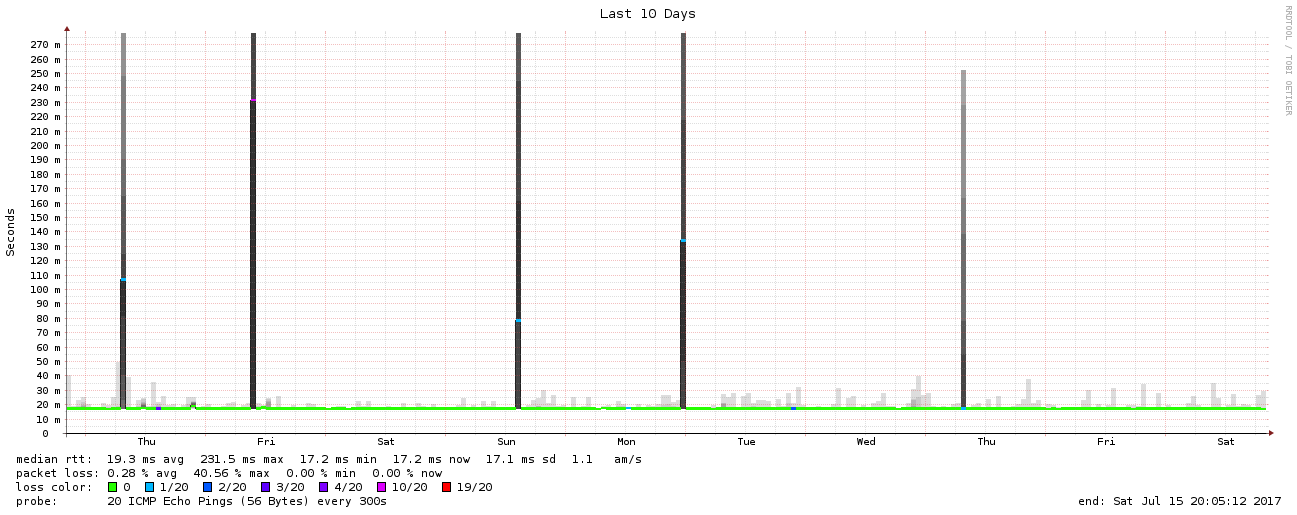 Last 10 Days
RRDTOOL / TOBI OETIKER
Seconds
270 m
260 m
250 m
240 m
230 m
220 m
210 m
200 m
190 m
180 m
170 m
160 m
150 m
140 m
130 m
120 m
110 m
100 m
90 m
80 m
70 m
60 m
50 m
40 m
30 m
20 m
10 m
0
Thu Fri Sat Sun Mon Tue Wed Thu Fri Sat
median rtt: 19.3 ms avg 231.5 ms max 17.2 ms min 17.2 ms now 17.1 ms sd 1.1 am/s
packet loss: 0.28 % avg 40.56 % max 0.00 % min 0.00 % now
loss color: 0 1/20 2/20 3/20 4/20 10/20 19/20
probe: 20 ICMP Echo Pings (56 Bytes) every 300s end: Sat Jul 15 20:05:12 2017